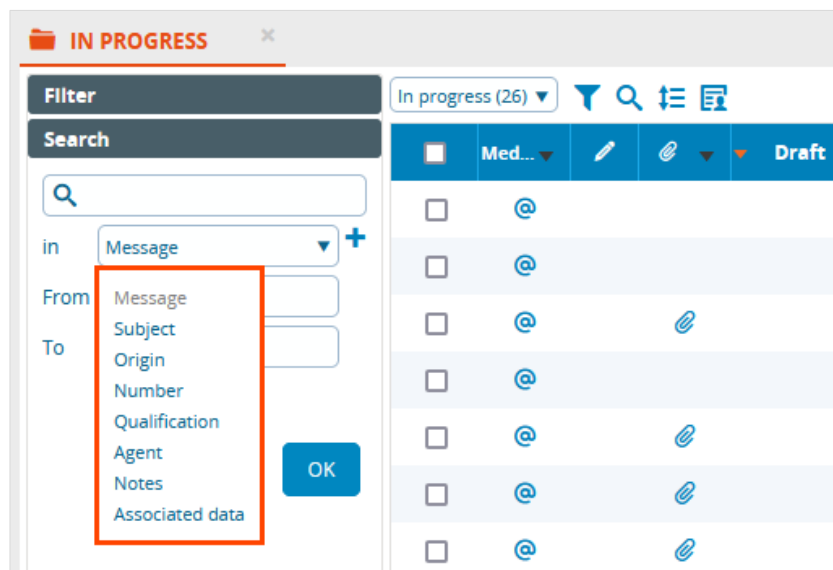 IN PROGRESS
Filter
Search
in Message
From
To
Message
Subject
Origin
Number
Qualification
Agent
Notes
Associated data
OK
In progress (26)
Med... Draft
@
@
@
@
@
@
@